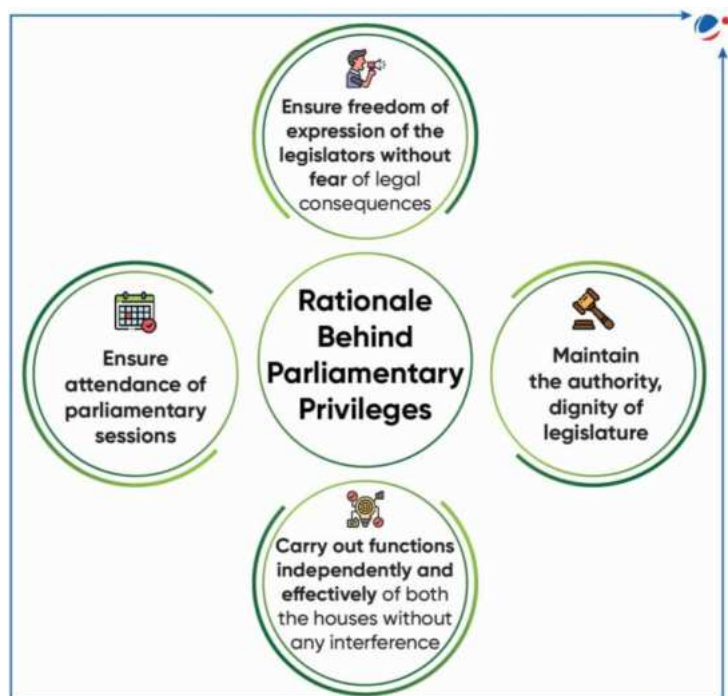 Ensure freedom of
expression of the
legislators without
fear of legal
consequences
Ensure
attendance of
parliamentary
sessions
Rationale
Behind
Parliamentary
Privileges
Maintain
the authority,
dignity of
legislature
Carry out functions
independently and
effectively of both
the houses without
any interference